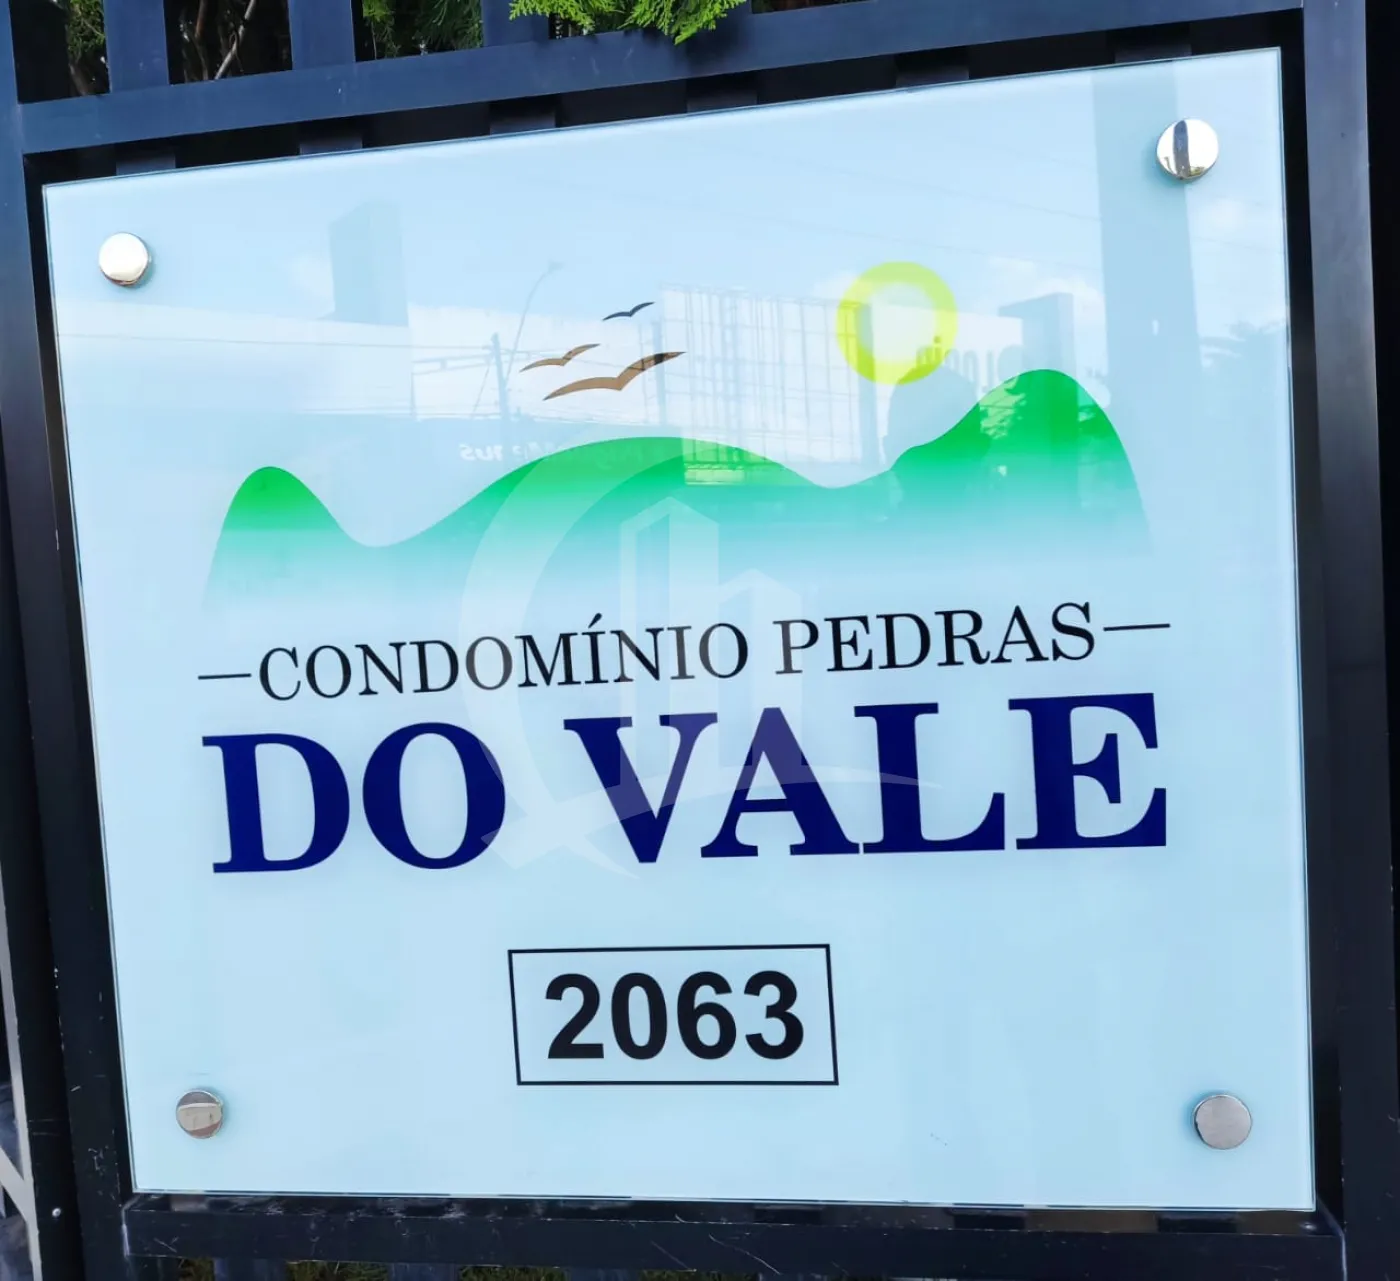 —CONDOMÍNIO PEDRAS—
DO VALE
2063